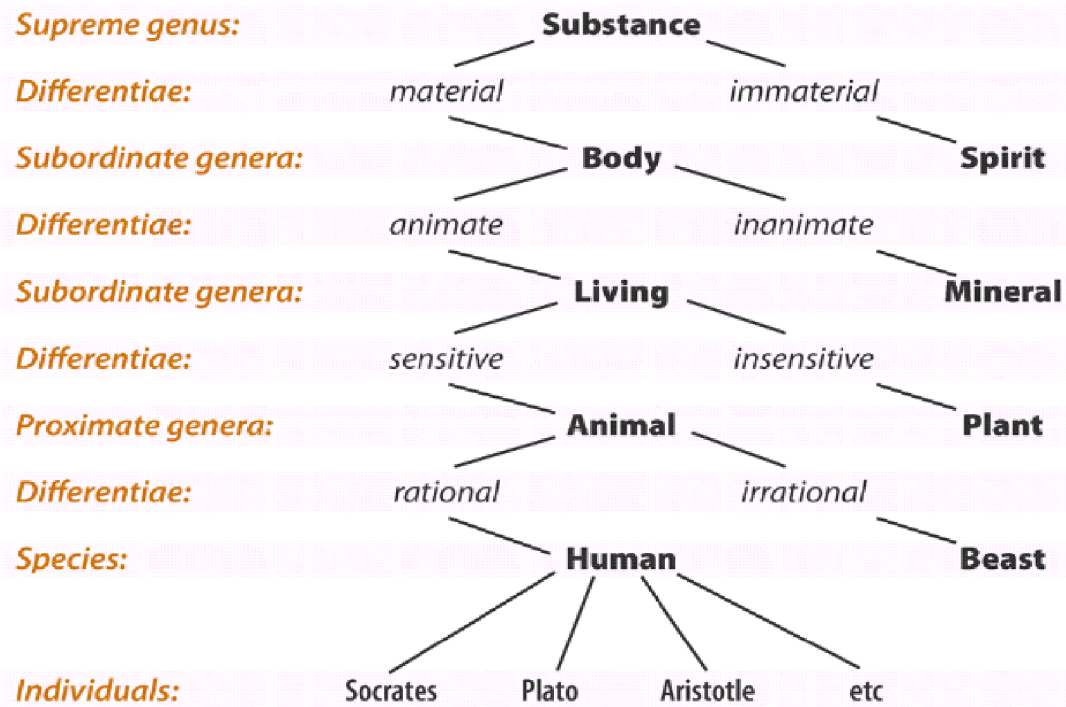 Supreme genus: Substance
Differentiae: material immaterial
Subordinate genera: Body Spirit
Differentiae: animate inanimate
Subordinate genera: Living Mineral
Differentiae: sensitive insensitive
Proximate genera: Animal Plant
Differentiae: rational irrational
Species: Human Beast
Individuals: Socrates Plato Aristotle etc